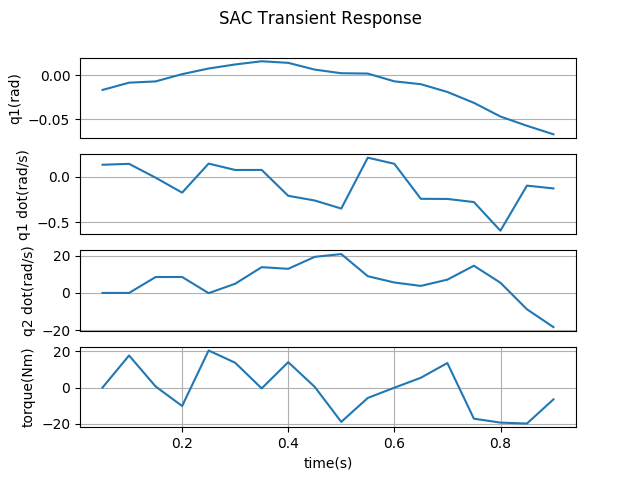 SAC Transient Response
q1(rad)
0.00
−0.05
q1 dot(rad/s)
0.0
−0.5
q2 dot(rad/s)
20
0
−20
torque(Nm)
20
0
−20
0.2 0.4 0.6 0.8
time(s)